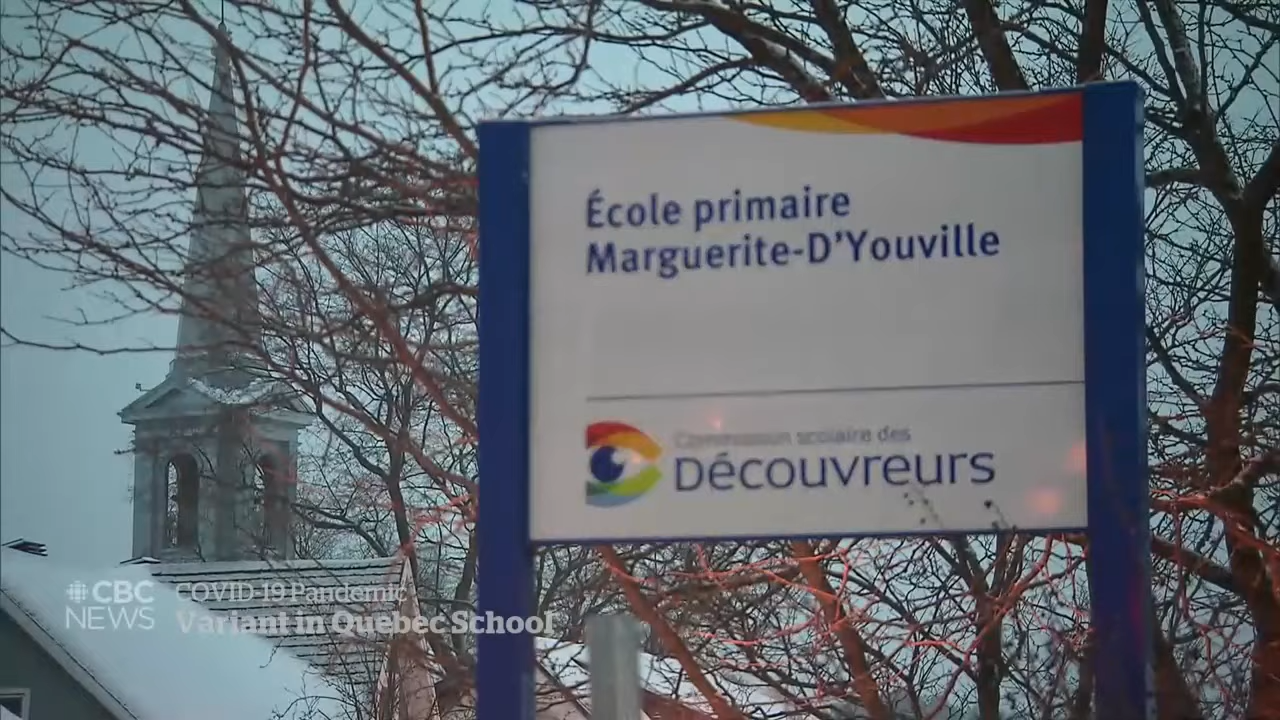 École primaire
Marguerite-D'Youville
Commission scolaire des
Découvreurs
CBC
NEWS
COVID-19 Pandemic
Variant in Quebec School